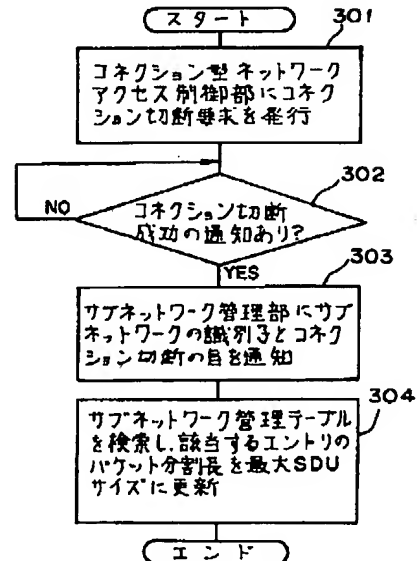 スタート
301
コネクション型ネットワーク
アクセス制御部にコネク
ション切断要求を発行
302
NO
コネクション切断
成功の通知あり?
YES
303
サブネットワーク管理部にサブ
ネットワークの識別子とコネク
ション切断の旨を通知
304
サブネットワーク管理テーブル
を検索し,該当するエントリの
パケット分割長を最大SDU
サイズに更新
エンド